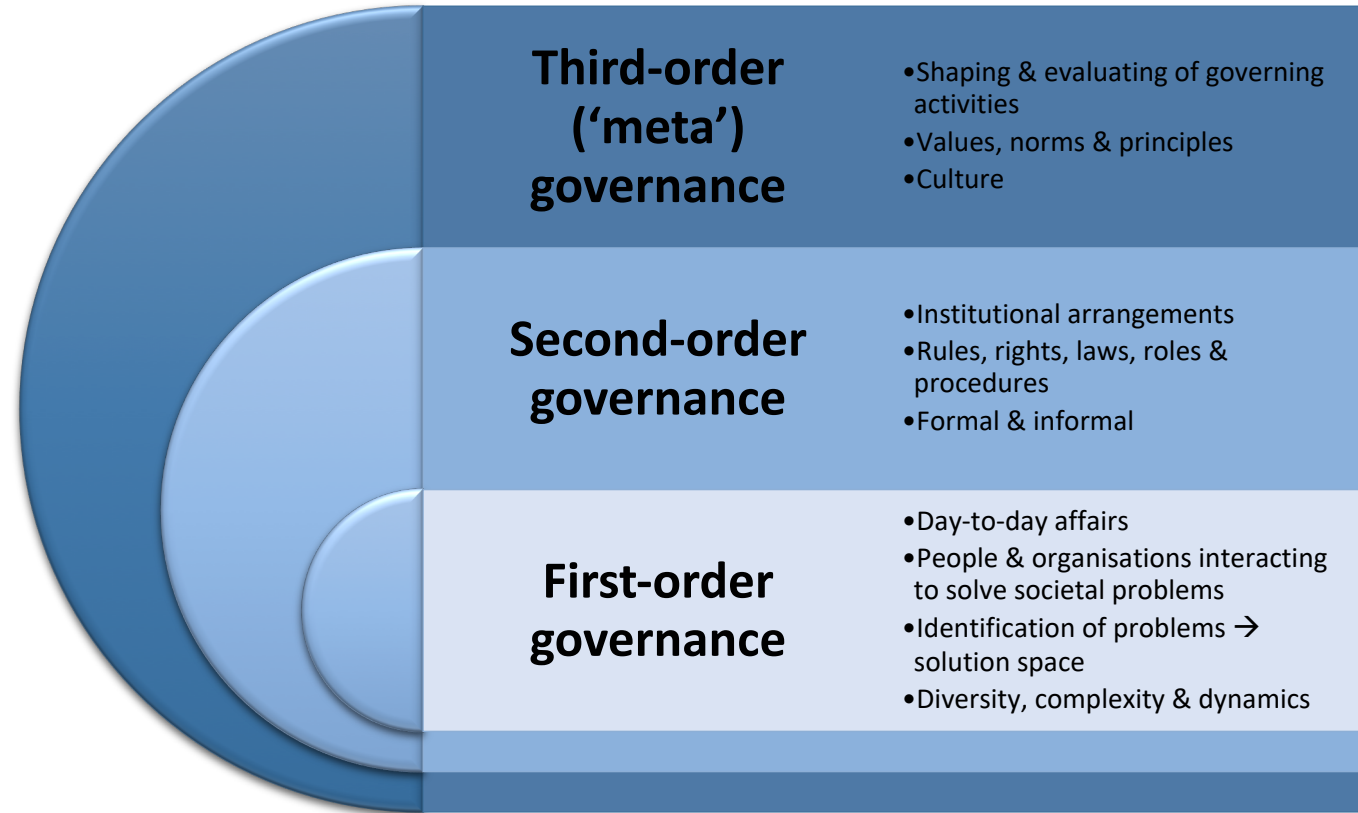 Third-order
(‘meta’)
governance
•Shaping & evaluating of governing
activities
•Values, norms & principles
•Culture
Second-order
governance
•Institutional arrangements
•Rules, rights, laws, roles &
procedures
•Formal & informal
First-order
governance
•Day-to-day affairs
•People & organisations interacting
to solve societal problems
•Identification of problems →
solution space
•Diversity, complexity & dynamics